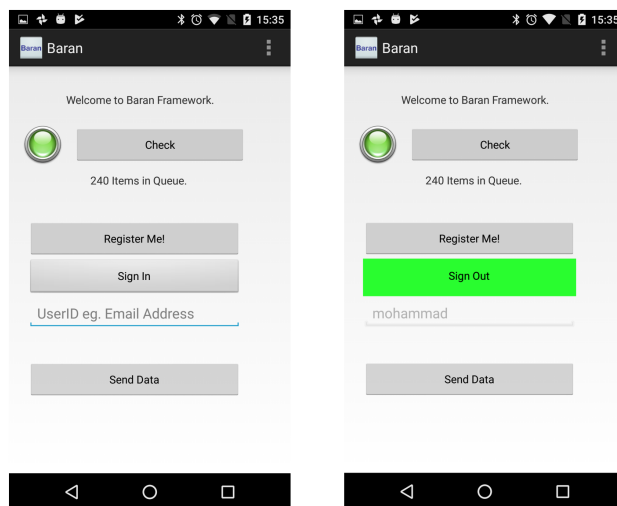 15:35
Baran Baran
Welcome to Baran Framework.
Check
240 Items in Queue.
Register Me!
Sign In
UserID eg. Email Address
Send Data
15:35
Baran Baran
Welcome to Baran Framework.
Check
240 Items in Queue.
Register Me!
Sign Out
mohammad
Send Data